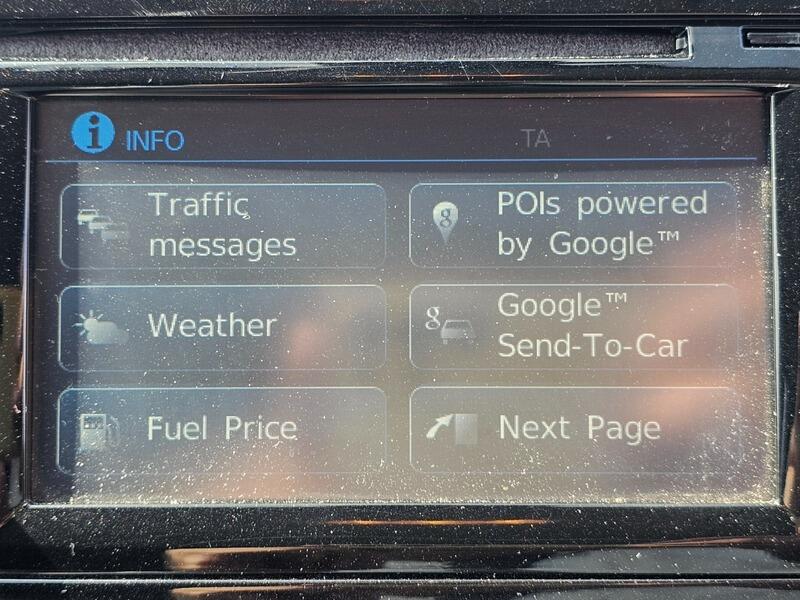 i INFO TA
Traffic
messages
g POIs powered
by Google™
Weather
g Google™
Send-To-Car
Fuel Price
Next Page